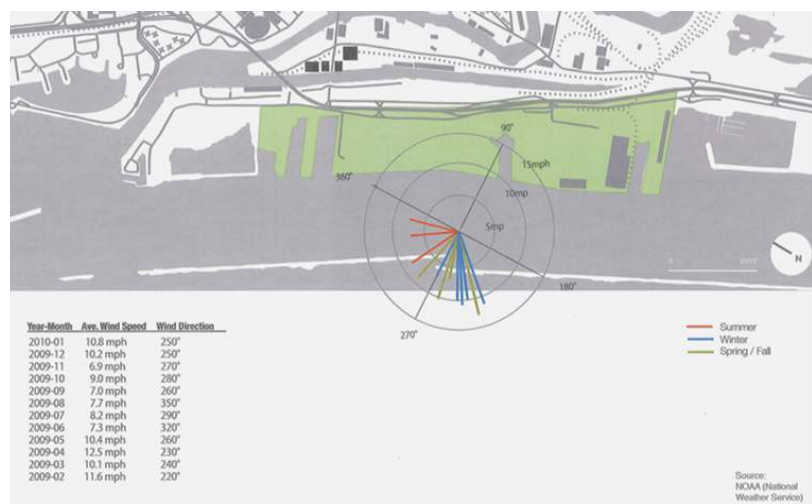 90°
15mph
360°
10mp
5mp
N
180°
270°
Year-Month Ave. Wind Speed Wind Direction
2010-01 10.8 mph 250°
2009-12 10.2 mph 250°
2009-11 6.9 mph 270°
2009-10 9.0 mph 280°
2009-09 7.0 mph 260°
2009-08 7.7 mph 350°
2009-07 8.2 mph 290°
2009-06 7.3 mph 320°
2009-05 10.4 mph 260°
2009-04 12.5 mph 230°
2009-03 10.1 mph 240°
2009-02 11.6 mph 220°
Summer
Winter
Spring / Fall
Source:
NOAA (National
Weather Service)